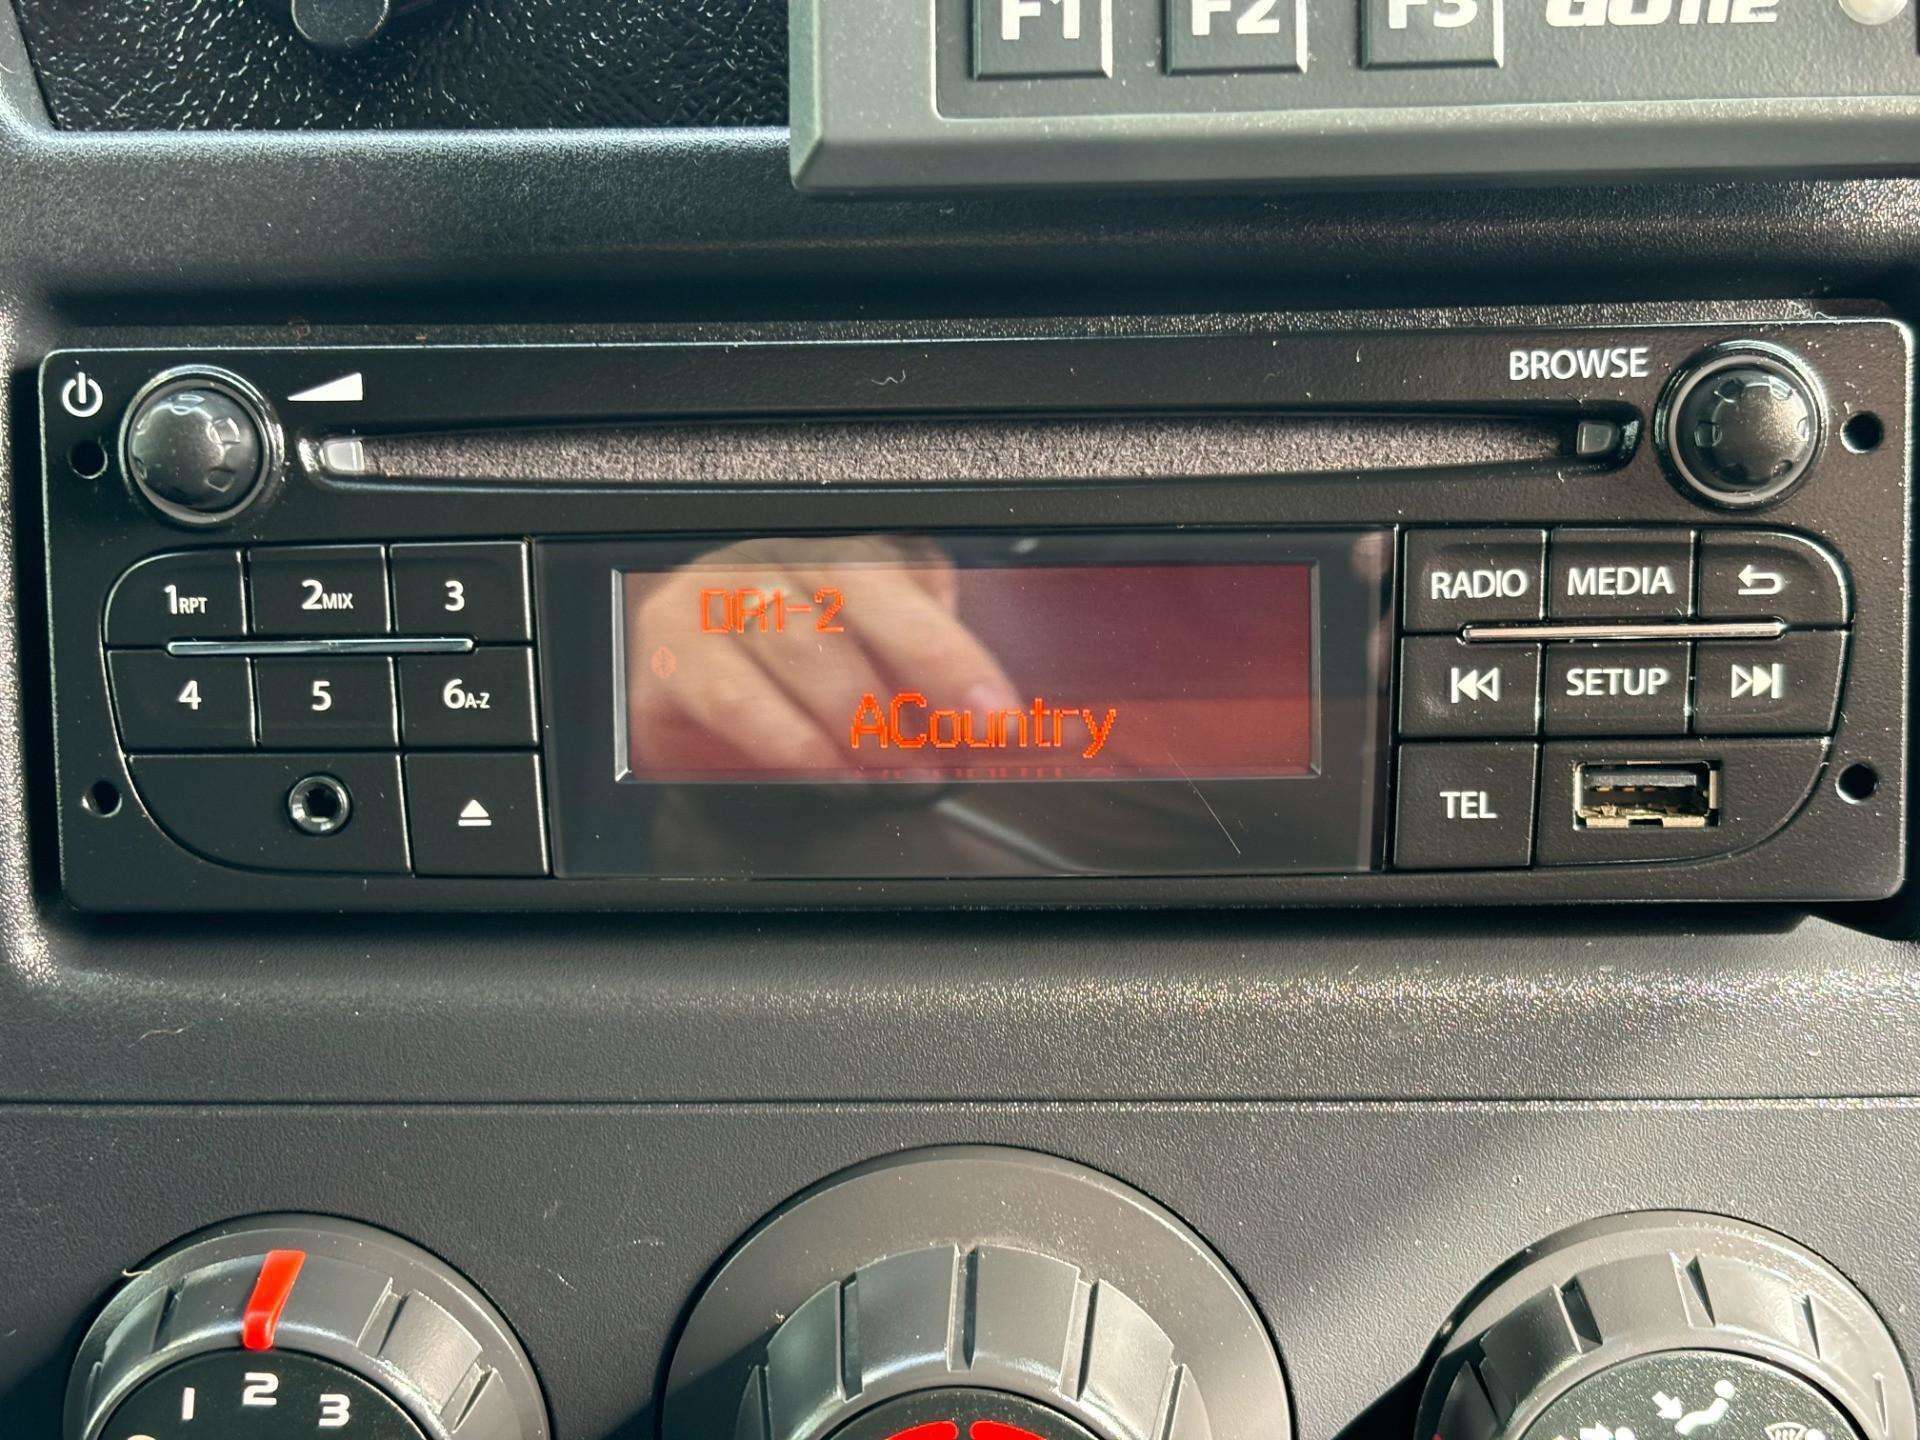 F1 F2 F3
BROWSE
1RPT 2MIX 3
DR1-2
RADIO MEDIA
4 5 6A-Z
ACountry
SETUP
TEL
1 2 3